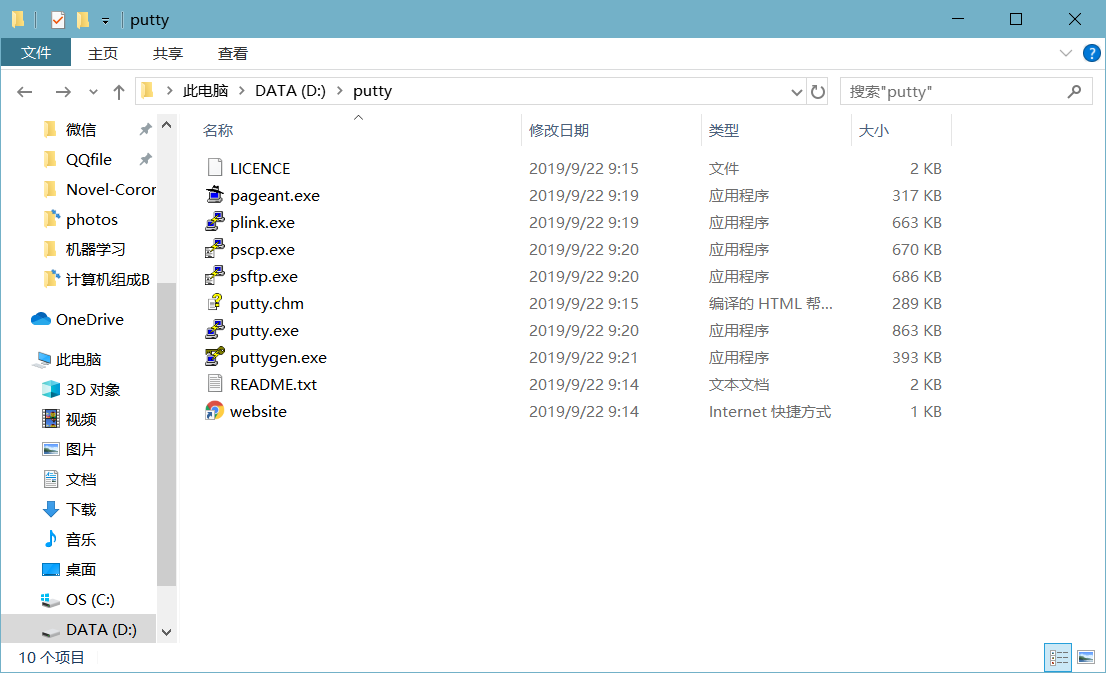 putty
文件 主页 共享 查看
此电脑 DATA (D:) putty 搜索"putty"
名称 修改日期 类型 大小
微信
QQfile
Novel-Coror
photos
机器学习
计算机组成B
OneDrive
此电脑
3D 对象
视频
图片
文档
下载
音乐
桌面
OS (C:)
DATA (D:)
LICENCE 2019/9/22 9:15 文件 2 KB
pageant.exe 2019/9/22 9:19 应用程序 317 KB
plink.exe 2019/9/22 9:19 应用程序 663 KB
pscp.exe 2019/9/22 9:20 应用程序 670 KB
psftp.exe 2019/9/22 9:20 应用程序 686 KB
putty.chm 2019/9/22 9:15 编译的 HTML 帮... 289 KB
putty.exe 2019/9/22 9:20 应用程序 863 KB
puttygen.exe 2019/9/22 9:21 应用程序 393 KB
README.txt 2019/9/22 9:14 文本文档 2 KB
website 2019/9/22 9:14 Internet 快捷方式 1 KB
10 个项目